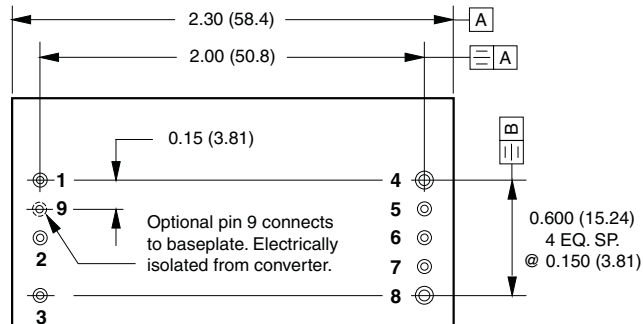 2.30 (58.4)
A
2.00 (50.8)
A
0.15 (3.81)
B
1
4
9
5
Optional pin 9 connects
to baseplate. Electrically
isolated from converter.
2
6
7
3
8
0.600 (15.24)
4 EQ. SP.
@ 0.150 (3.81)